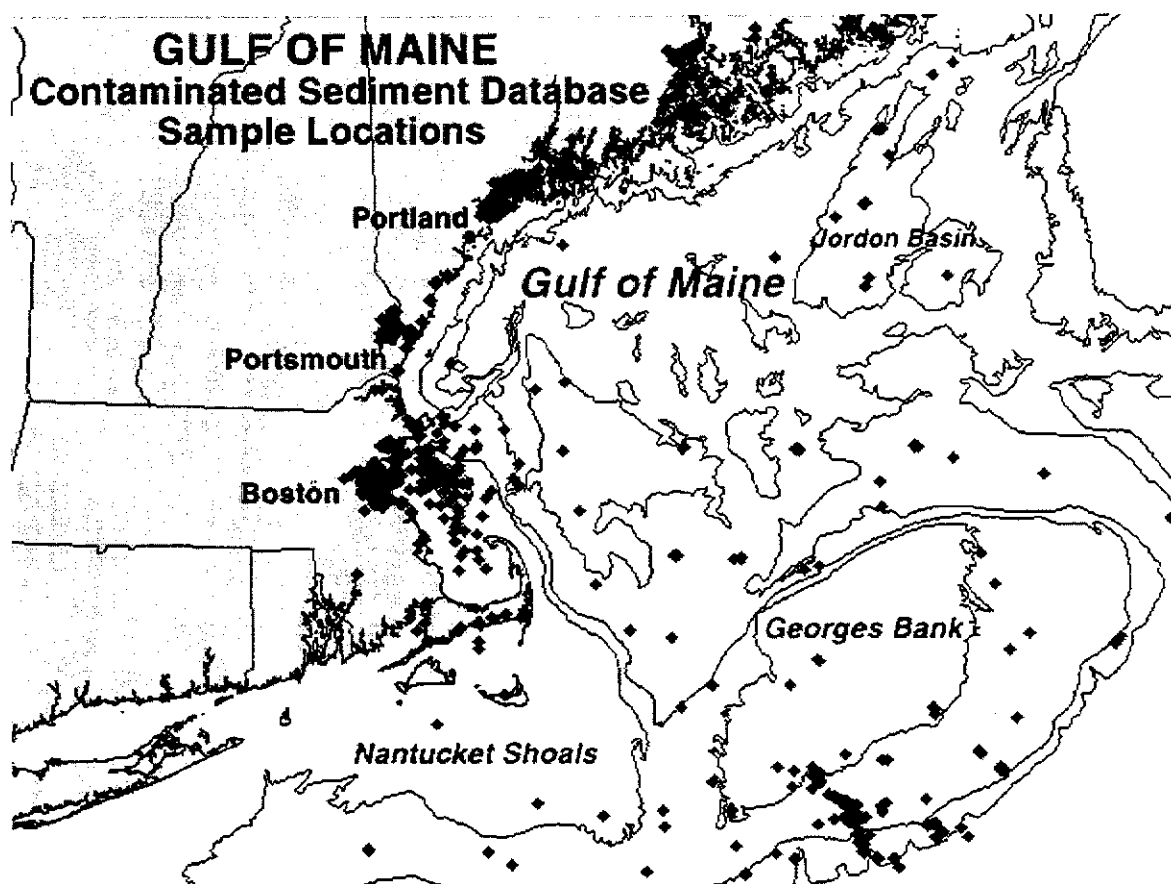 GULF OF MAINE
Contaminated Sediment Database
Sample Locations
Portland
Jordon Basin
Gulf of Maine
Portsmouth
Boston
Georges Bank
Nantucket Shoals